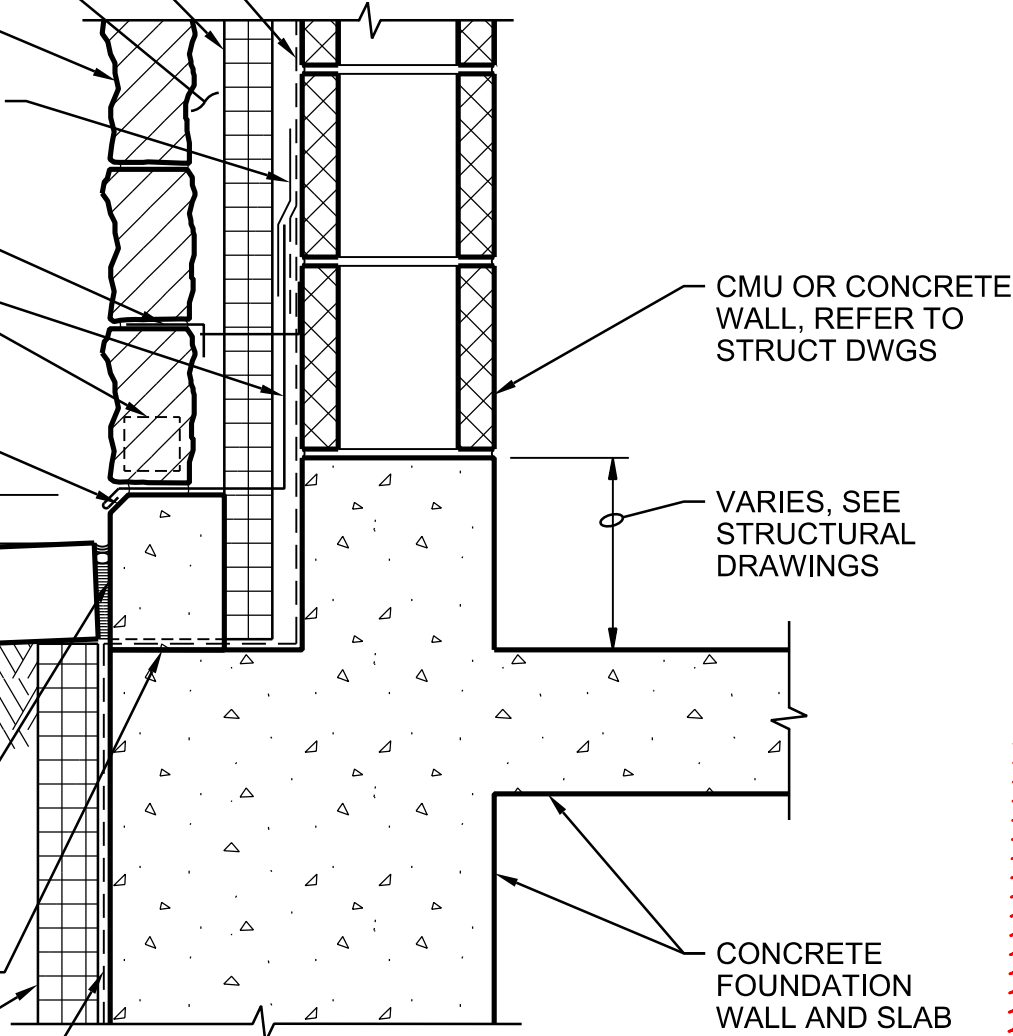 CMU OR CONCRETE
WALL, REFER TO
STRUCT DWGS
VARIES, SEE
STRUCTURAL
DRAWINGS
CONCRETE
FOUNDATION
WALL AND SLAB